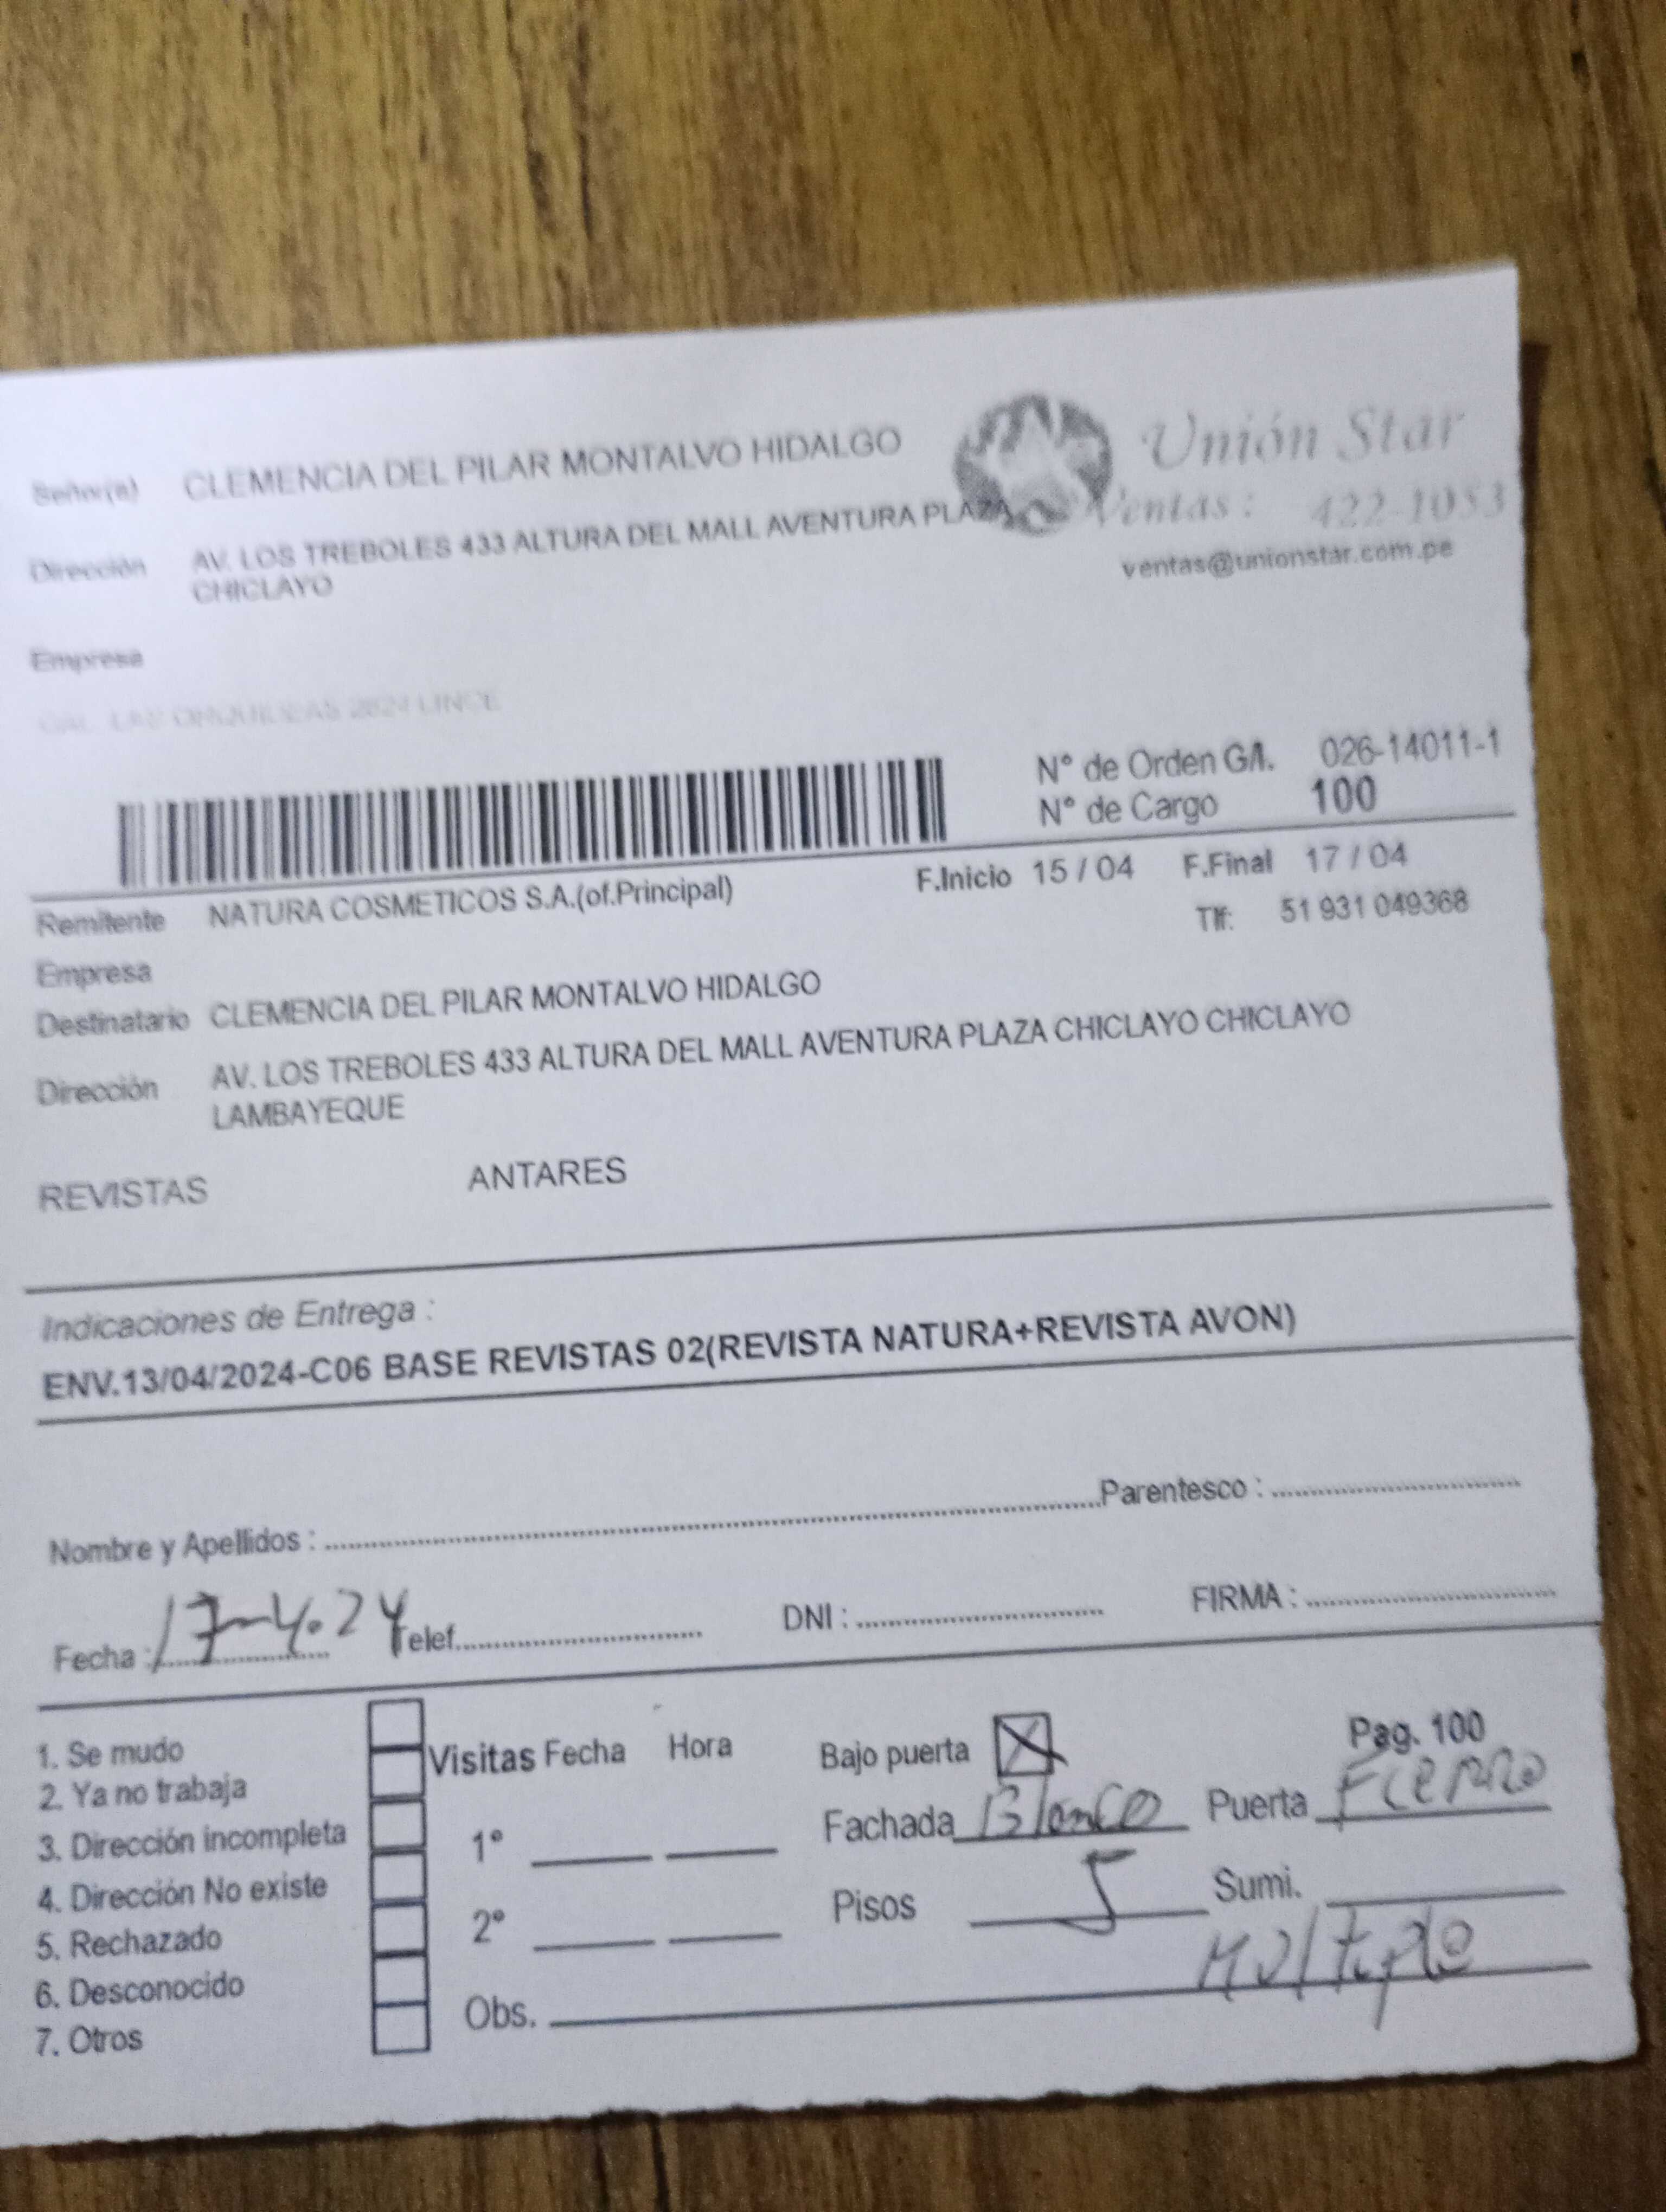 Señor(a) CLEMENCIA DEL PILAR MONTALVO HIDALGO
Unión Star
Dirección AV. LOS TREBOLES 433 ALTURA DEL MALL AVENTURA PLAZA
CHICLAYO
Ventas: 422-1053
ventas@unionstar.com.pe
Empresa
CAL. LAS ORQUIDEAS 2624 LINCE
N° de Orden G/I. 026-14011-1
N° de Cargo 100
Remitente NATURA COSMETICOS S.A.(of.Principal) F.Inicio 15 / 04 F.Final 17 / 04
Tlf: 51 931 049368
Empresa
Destinatario CLEMENCIA DEL PILAR MONTALVO HIDALGO
Dirección AV. LOS TREBOLES 433 ALTURA DEL MALL AVENTURA PLAZA CHICLAYO CHICLAYO
LAMBAYEQUE
REVISTAS ANTARES
Indicaciones de Entrega :
ENV.13/04/2024-C06 BASE REVISTAS 02(REVISTA NATURA+REVISTA AVON)
Nombre y Apellidos : Parentesco :
Fecha : 17-4.24 Telef. DNI : FIRMA :
1. Se mudo
2. Ya no trabaja
3. Dirección incompleta
4. Dirección No existe
5. Rechazado
6. Desconocido
7. Otros
Visitas Fecha Hora
1°
2°
Obs.
Bajo puerta X Pag. 100
Fachada Blanco Puerta Fierro
Pisos 5 Sumi.
Multiple